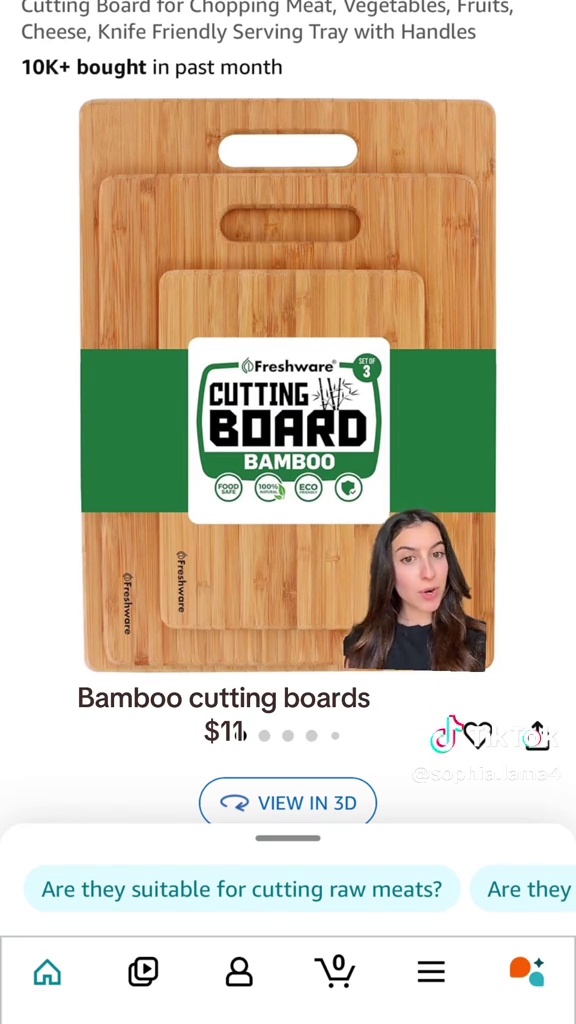 Cutting Board for Chopping Meat, Vegetables, Fruits,
Cheese, Knife Friendly Serving Tray with Handles
10K+ bought in past month
Freshware®
SET OF
3
CUTTING
BOARD
BAMBOO
FOOD
SAFE
100%
NATURAL
ECO
FRIENDLY
Freshware
Freshware
Bamboo cutting boards
$11
TikTok
@sophia.lama4
VIEW IN 3D
Are they suitable for cutting raw meats?
Are they
0